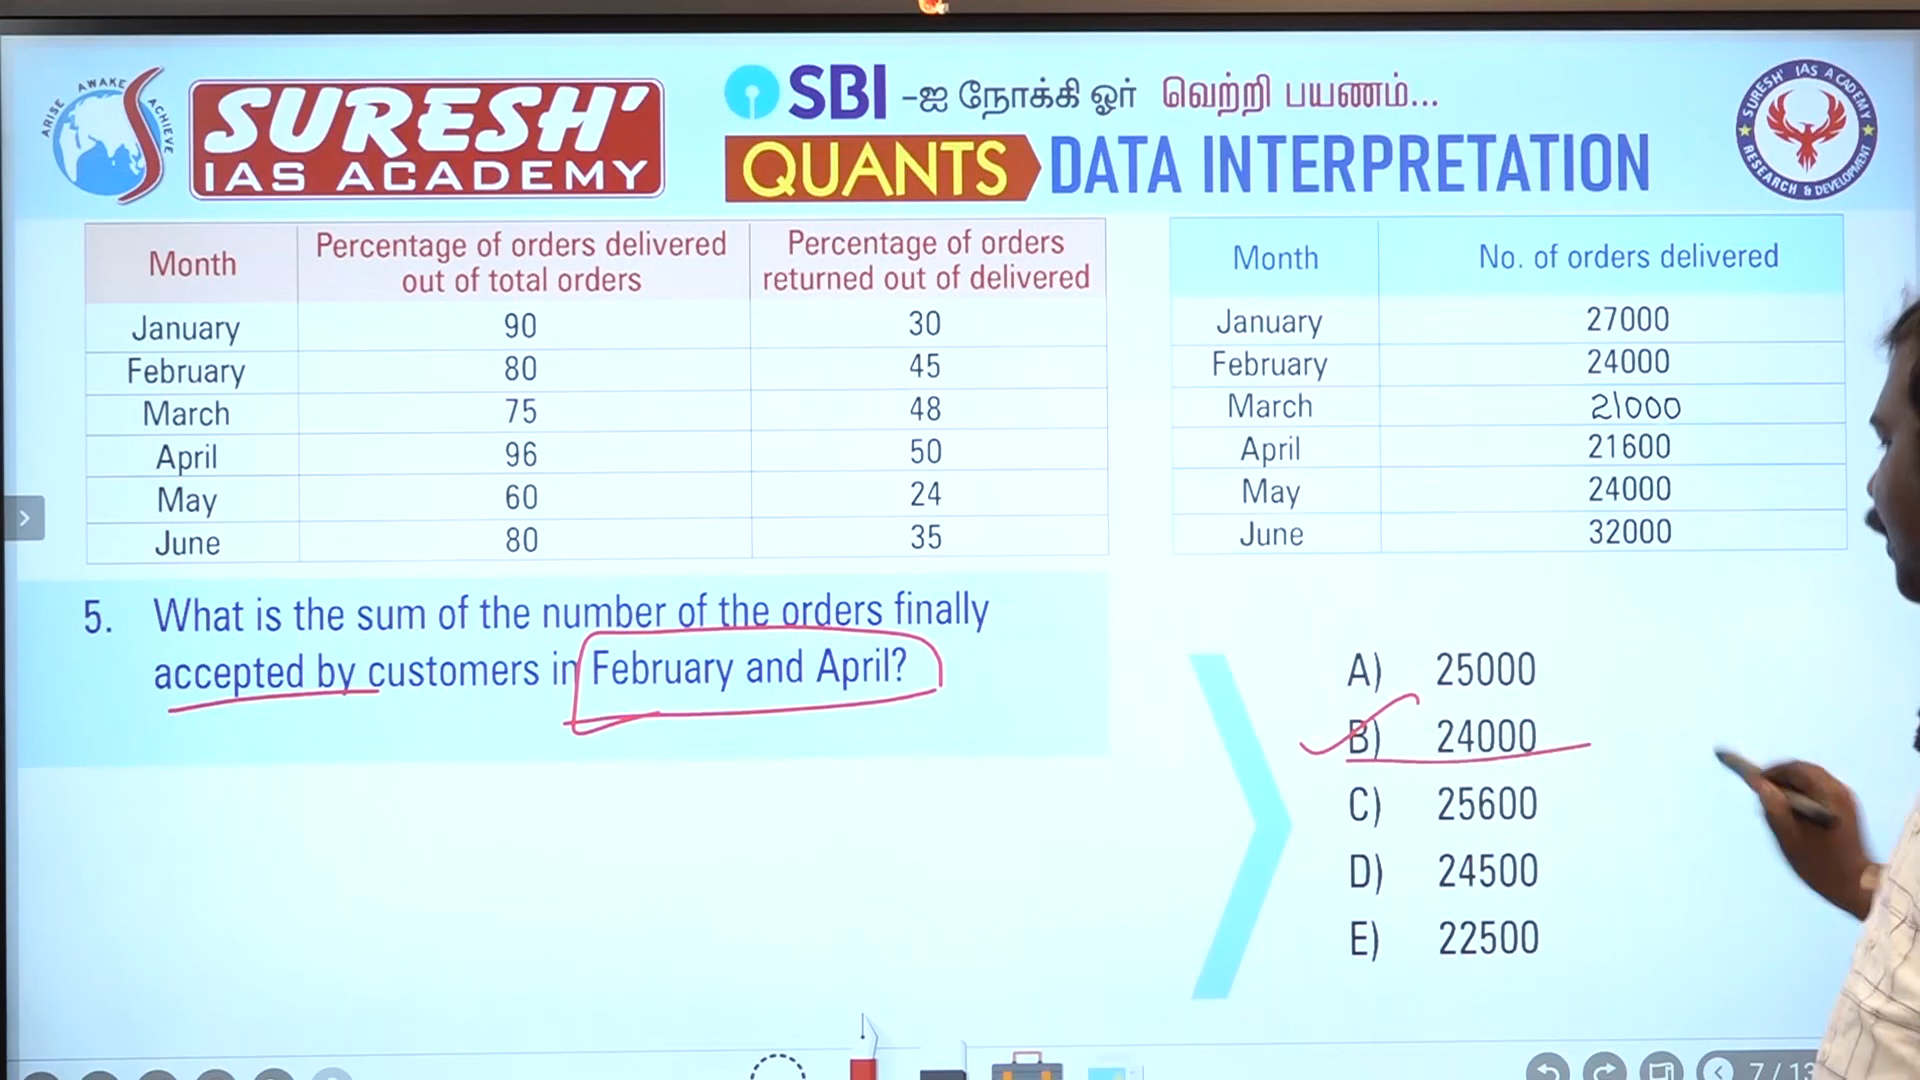 ARISE AWAKE ACHIEVE
SURESH'
IAS ACADEMY
SBI -ஐ நோக்கி ஓர் வெற்றி பயணம்...
QUANTS DATA INTERPRETATION
SURESH' IAS ACADEMY
RESEARCH & DEVELOPMENT
Month Percentage of orders delivered out of total orders Percentage of orders returned out of delivered
January 90 30
February 80 45
March 75 48
April 96 50
May 60 24
June 80 35
Month No. of orders delivered
January 27000
February 24000
March 21000
April 21600
May 24000
June 32000
5. What is the sum of the number of the orders finally
accepted by customers in February and April?
A) 25000
B) 24000
C) 25600
D) 24500
E) 22500
7 / 13